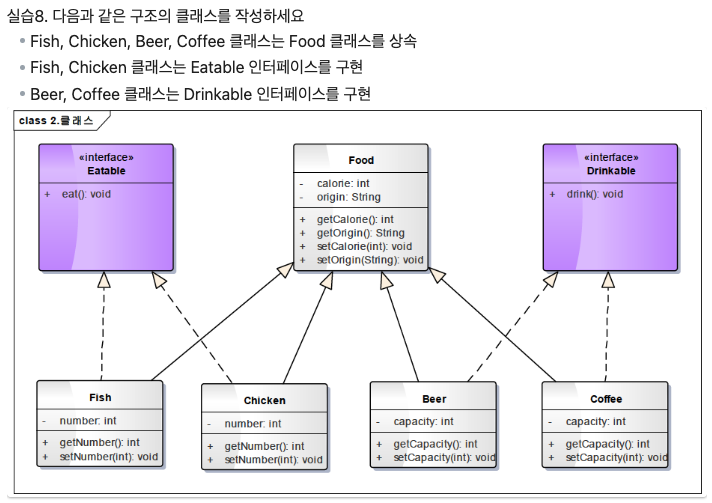 실습8. 다음과 같은 구조의 클래스를 작성하세요
• Fish, Chicken, Beer, Coffee 클래스는 Food 클래스를 상속
• Fish, Chicken 클래스는 Eatable 인터페이스를 구현
• Beer, Coffee 클래스는 Drinkable 인터페이스를 구현
class 2.클래스
«interface»
Eatable
+ eat(): void
Food
- calorie: int
- origin: String
+ getCalorie(): int
+ getOrigin(): String
+ setCalorie(int): void
+ setOrigin(String): void
«interface»
Drinkable
+ drink(): void
Fish
- number: int
+ getNumber(): int
+ setNumber(int): void
Chicken
- number: int
+ getNumber(): int
+ setNumber(int): void
Beer
- capacity: int
+ getCapacity(): int
+ setCapacity(int): void
Coffee
- capacity: int
+ getCapacity(): int
+ setCapacity(int): void